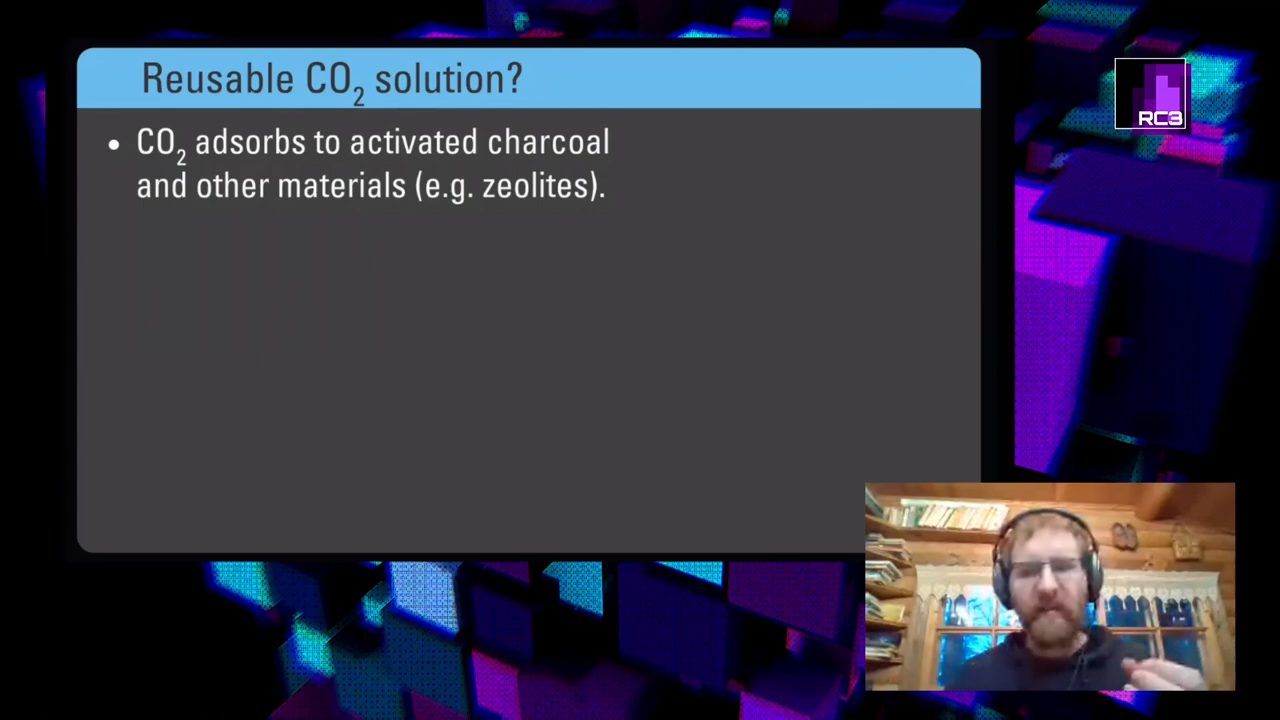 Reusable CO₂ solution?
• CO₂ adsorbs to activated charcoal
and other materials (e.g. zeolites).
RC3